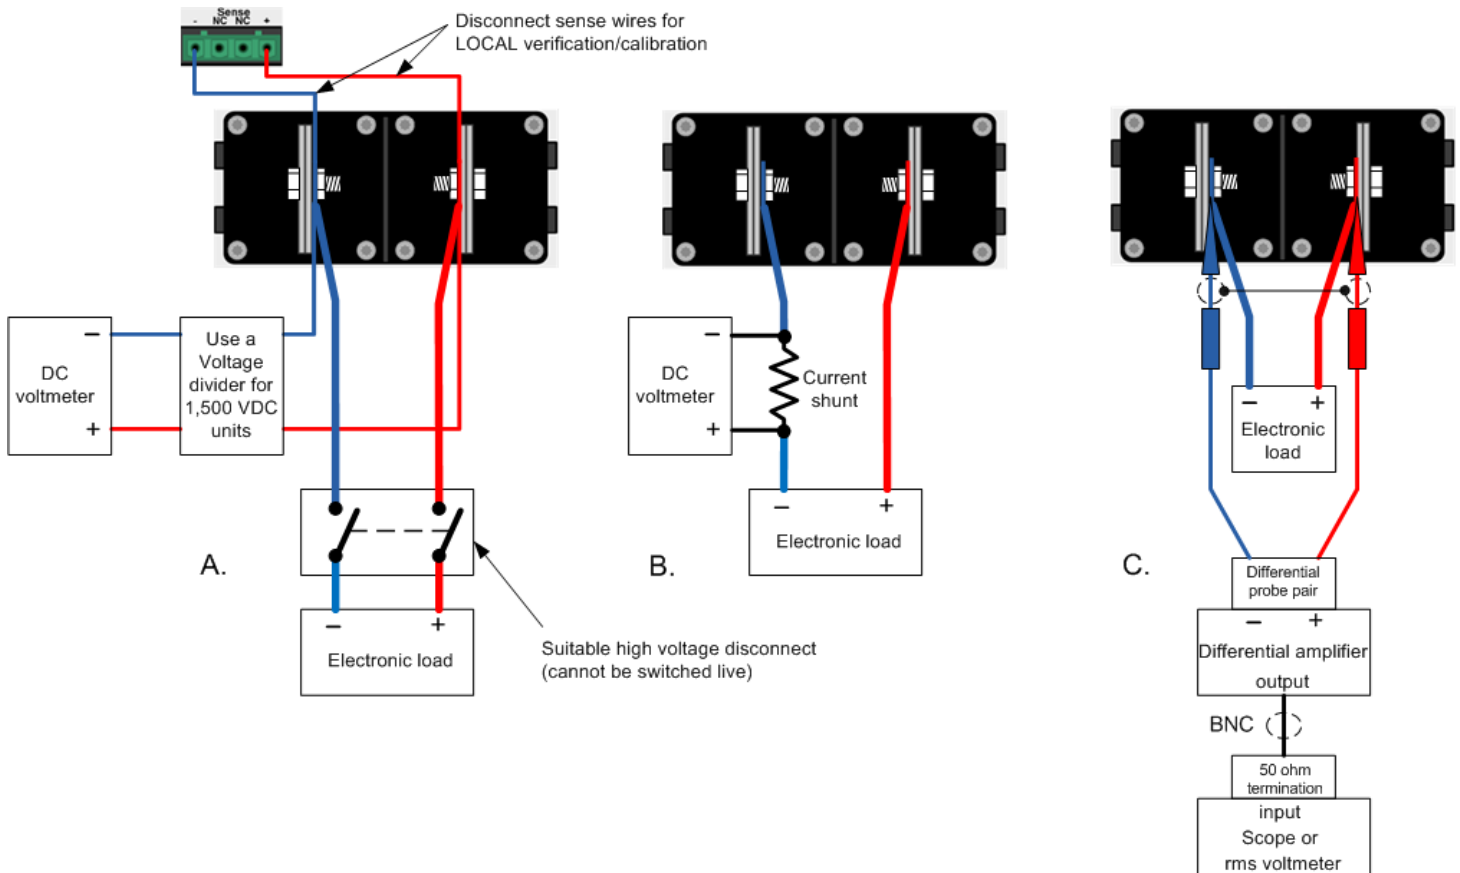 Sense
- NC NC +
Disconnect sense wires for
LOCAL verification/calibration
DC
voltmeter
−
+
Use a
Voltage
divider for
1,500 VDC
units
A.
−
+
Electronic load
Suitable high voltage disconnect
(cannot be switched live)
DC
voltmeter
−
+
Current
shunt
B.
−
+
Electronic load
C.
−
+
Electronic
load
Differential
probe pair
−
+
Differential amplifier
output
BNC
50 ohm
termination
input
Scope or
rms voltmeter